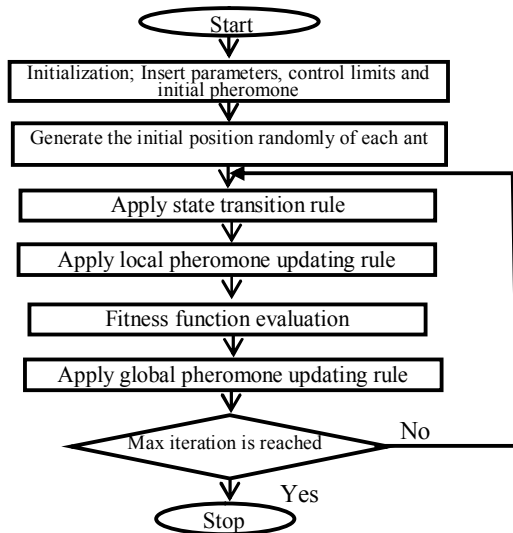 Start
Initialization; Insert parameters, control limits and
initial pheromone
Generate the initial position randomly of each ant
Apply state transition rule
Apply local pheromone updating rule
Fitness function evaluation
Apply global pheromone updating rule
Max iteration is reached
No
Yes
Stop